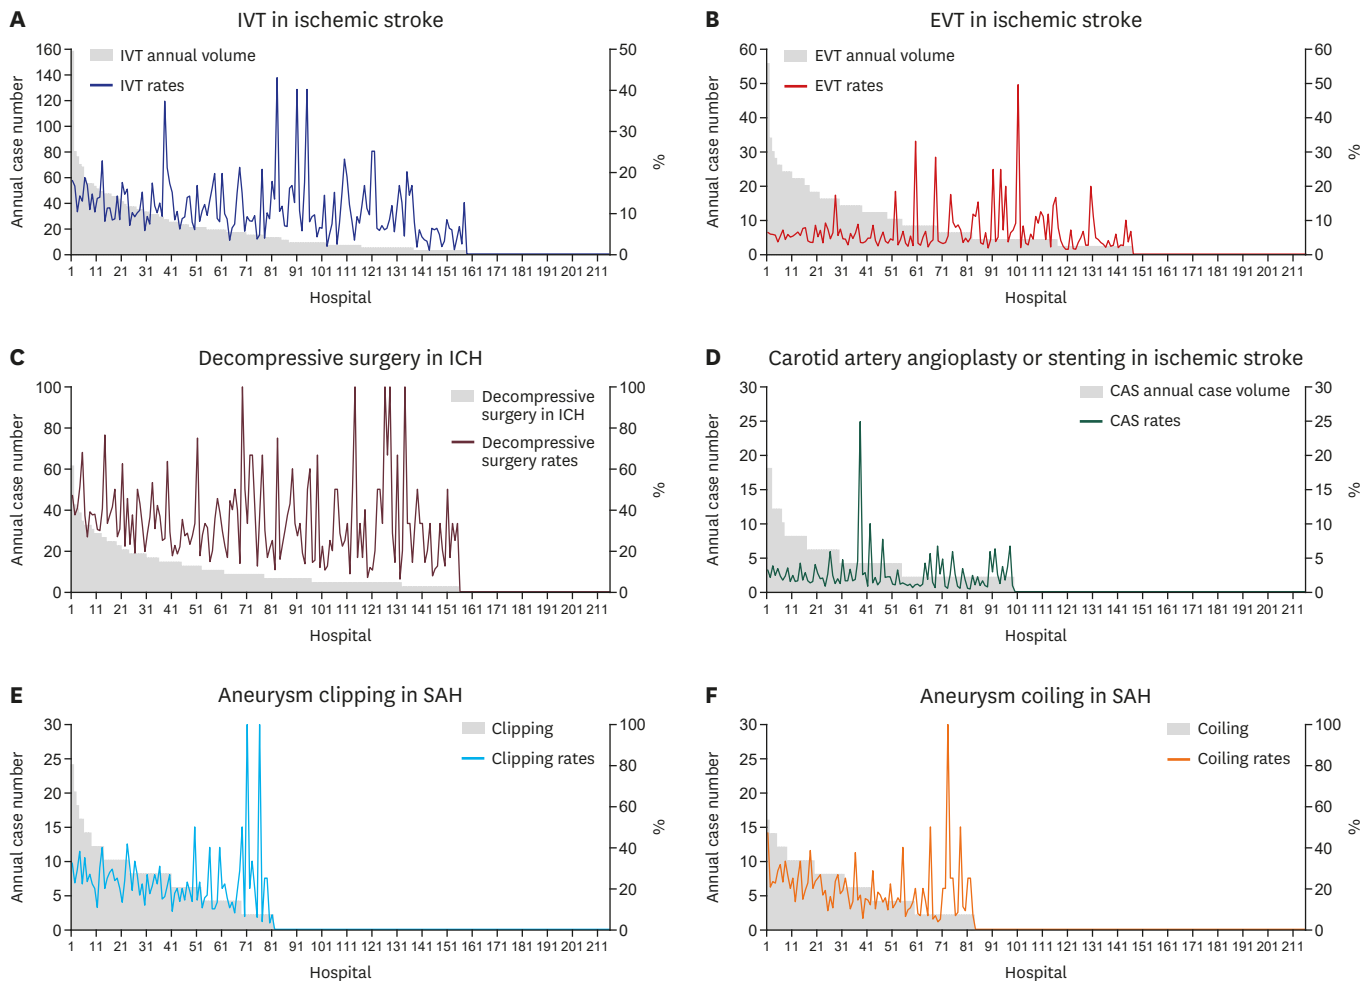 A
IVT in ischemic stroke
IVT annual volume
IVT rates
Annual case number
160
140
120
100
80
60
40
20
0
50
40
30
20
10
0
%
1 11 21 31 41 51 61 71 81 91 101 111 121 131 141 151 161 171 181 191 201 211
Hospital
B
EVT in ischemic stroke
EVT annual volume
EVT rates
Annual case number
60
50
40
30
20
10
0
60
50
40
30
20
10
0
%
1 11 21 31 41 51 61 71 81 91 101 111 121 131 141 151 161 171 181 191 201 211
Hospital
C
Decompressive surgery in ICH
Decompressive
surgery in ICH
Decompressive
surgery rates
Annual case number
100
80
60
40
20
0
100
80
60
40
20
0
%
1 11 21 31 41 51 61 71 81 91 101 111 121 131 141 151 161 171 181 191 201 211
Hospital
D
Carotid artery angioplasty or stenting in ischemic stroke
CAS annual case volume
CAS rates
Annual case number
30
25
20
15
10
5
0
30
25
20
15
10
5
0
%
1 11 21 31 41 51 61 71 81 91 101 111 121 131 141 151 161 171 181 191 201 211
Hospital
E
Aneurysm clipping in SAH
Clipping
Clipping rates
Annual case number
30
25
20
15
10
5
0
100
80
60
40
20
0
%
1 11 21 31 41 51 61 71 81 91 101 111 121 131 141 151 161 171 181 191 201 211
Hospital
F
Aneurysm coiling in SAH
Coiling
Coiling rates
Annual case number
30
25
20
15
10
5
0
100
80
60
40
20
0
%
1 11 21 31 41 51 61 71 81 91 101 111 121 131 141 151 161 171 181 191 201 211
Hospital